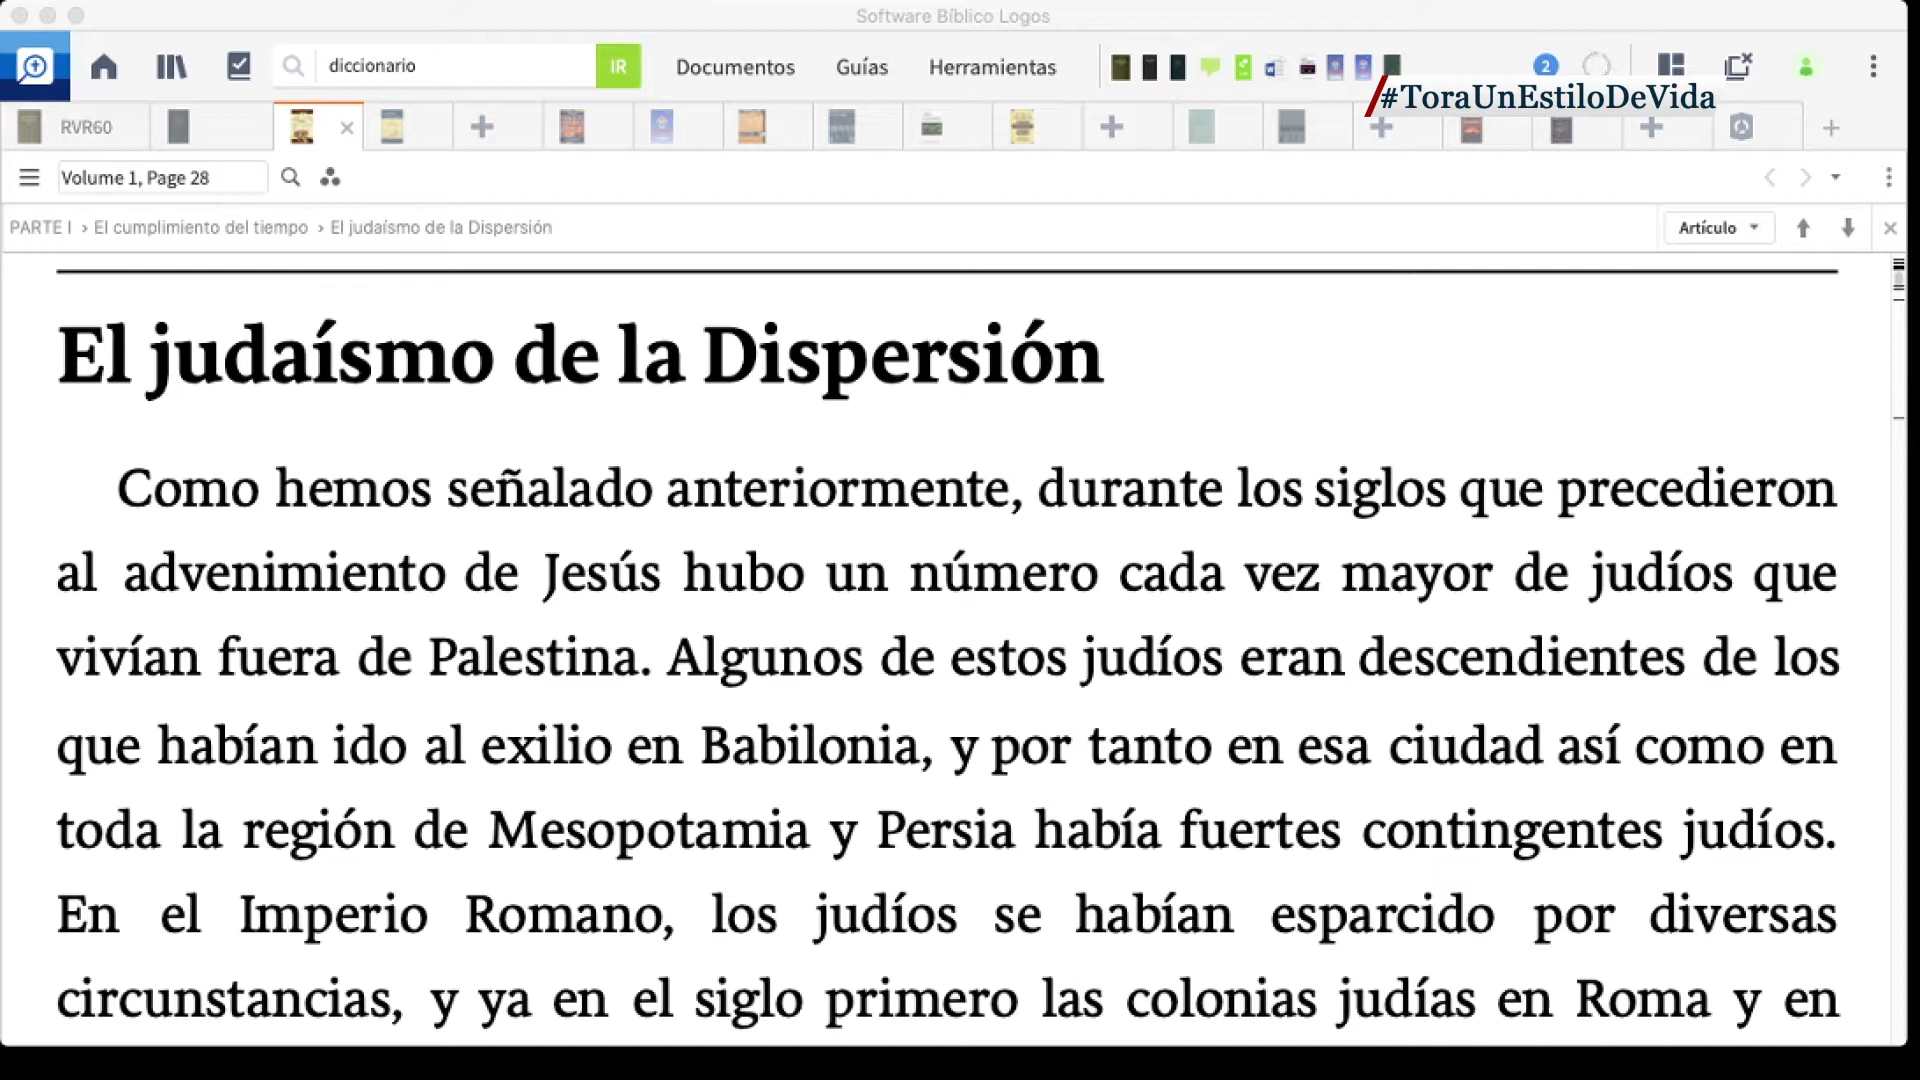 Software Bíblico Logos
diccionario
IR
Documentos
Guías
Herramientas
2
#ToraUnEstiloDeVida
RVR60
Volume 1, Page 28
PARTE I › El cumplimiento del tiempo › El judaísmo de la Dispersión
Artículo
El judaísmo de la Dispersión
Como hemos señalado anteriormente, durante los siglos que precedieron
al advenimiento de Jesús hubo un número cada vez mayor de judíos que
vivían fuera de Palestina. Algunos de estos judíos eran descendientes de los
que habían ido al exilio en Babilonia, y por tanto en esa ciudad así como en
toda la región de Mesopotamia y Persia había fuertes contingentes judíos.
En el Imperio Romano, los judíos se habían esparcido por diversas
circunstancias, y ya en el siglo primero las colonias judías en Roma y en